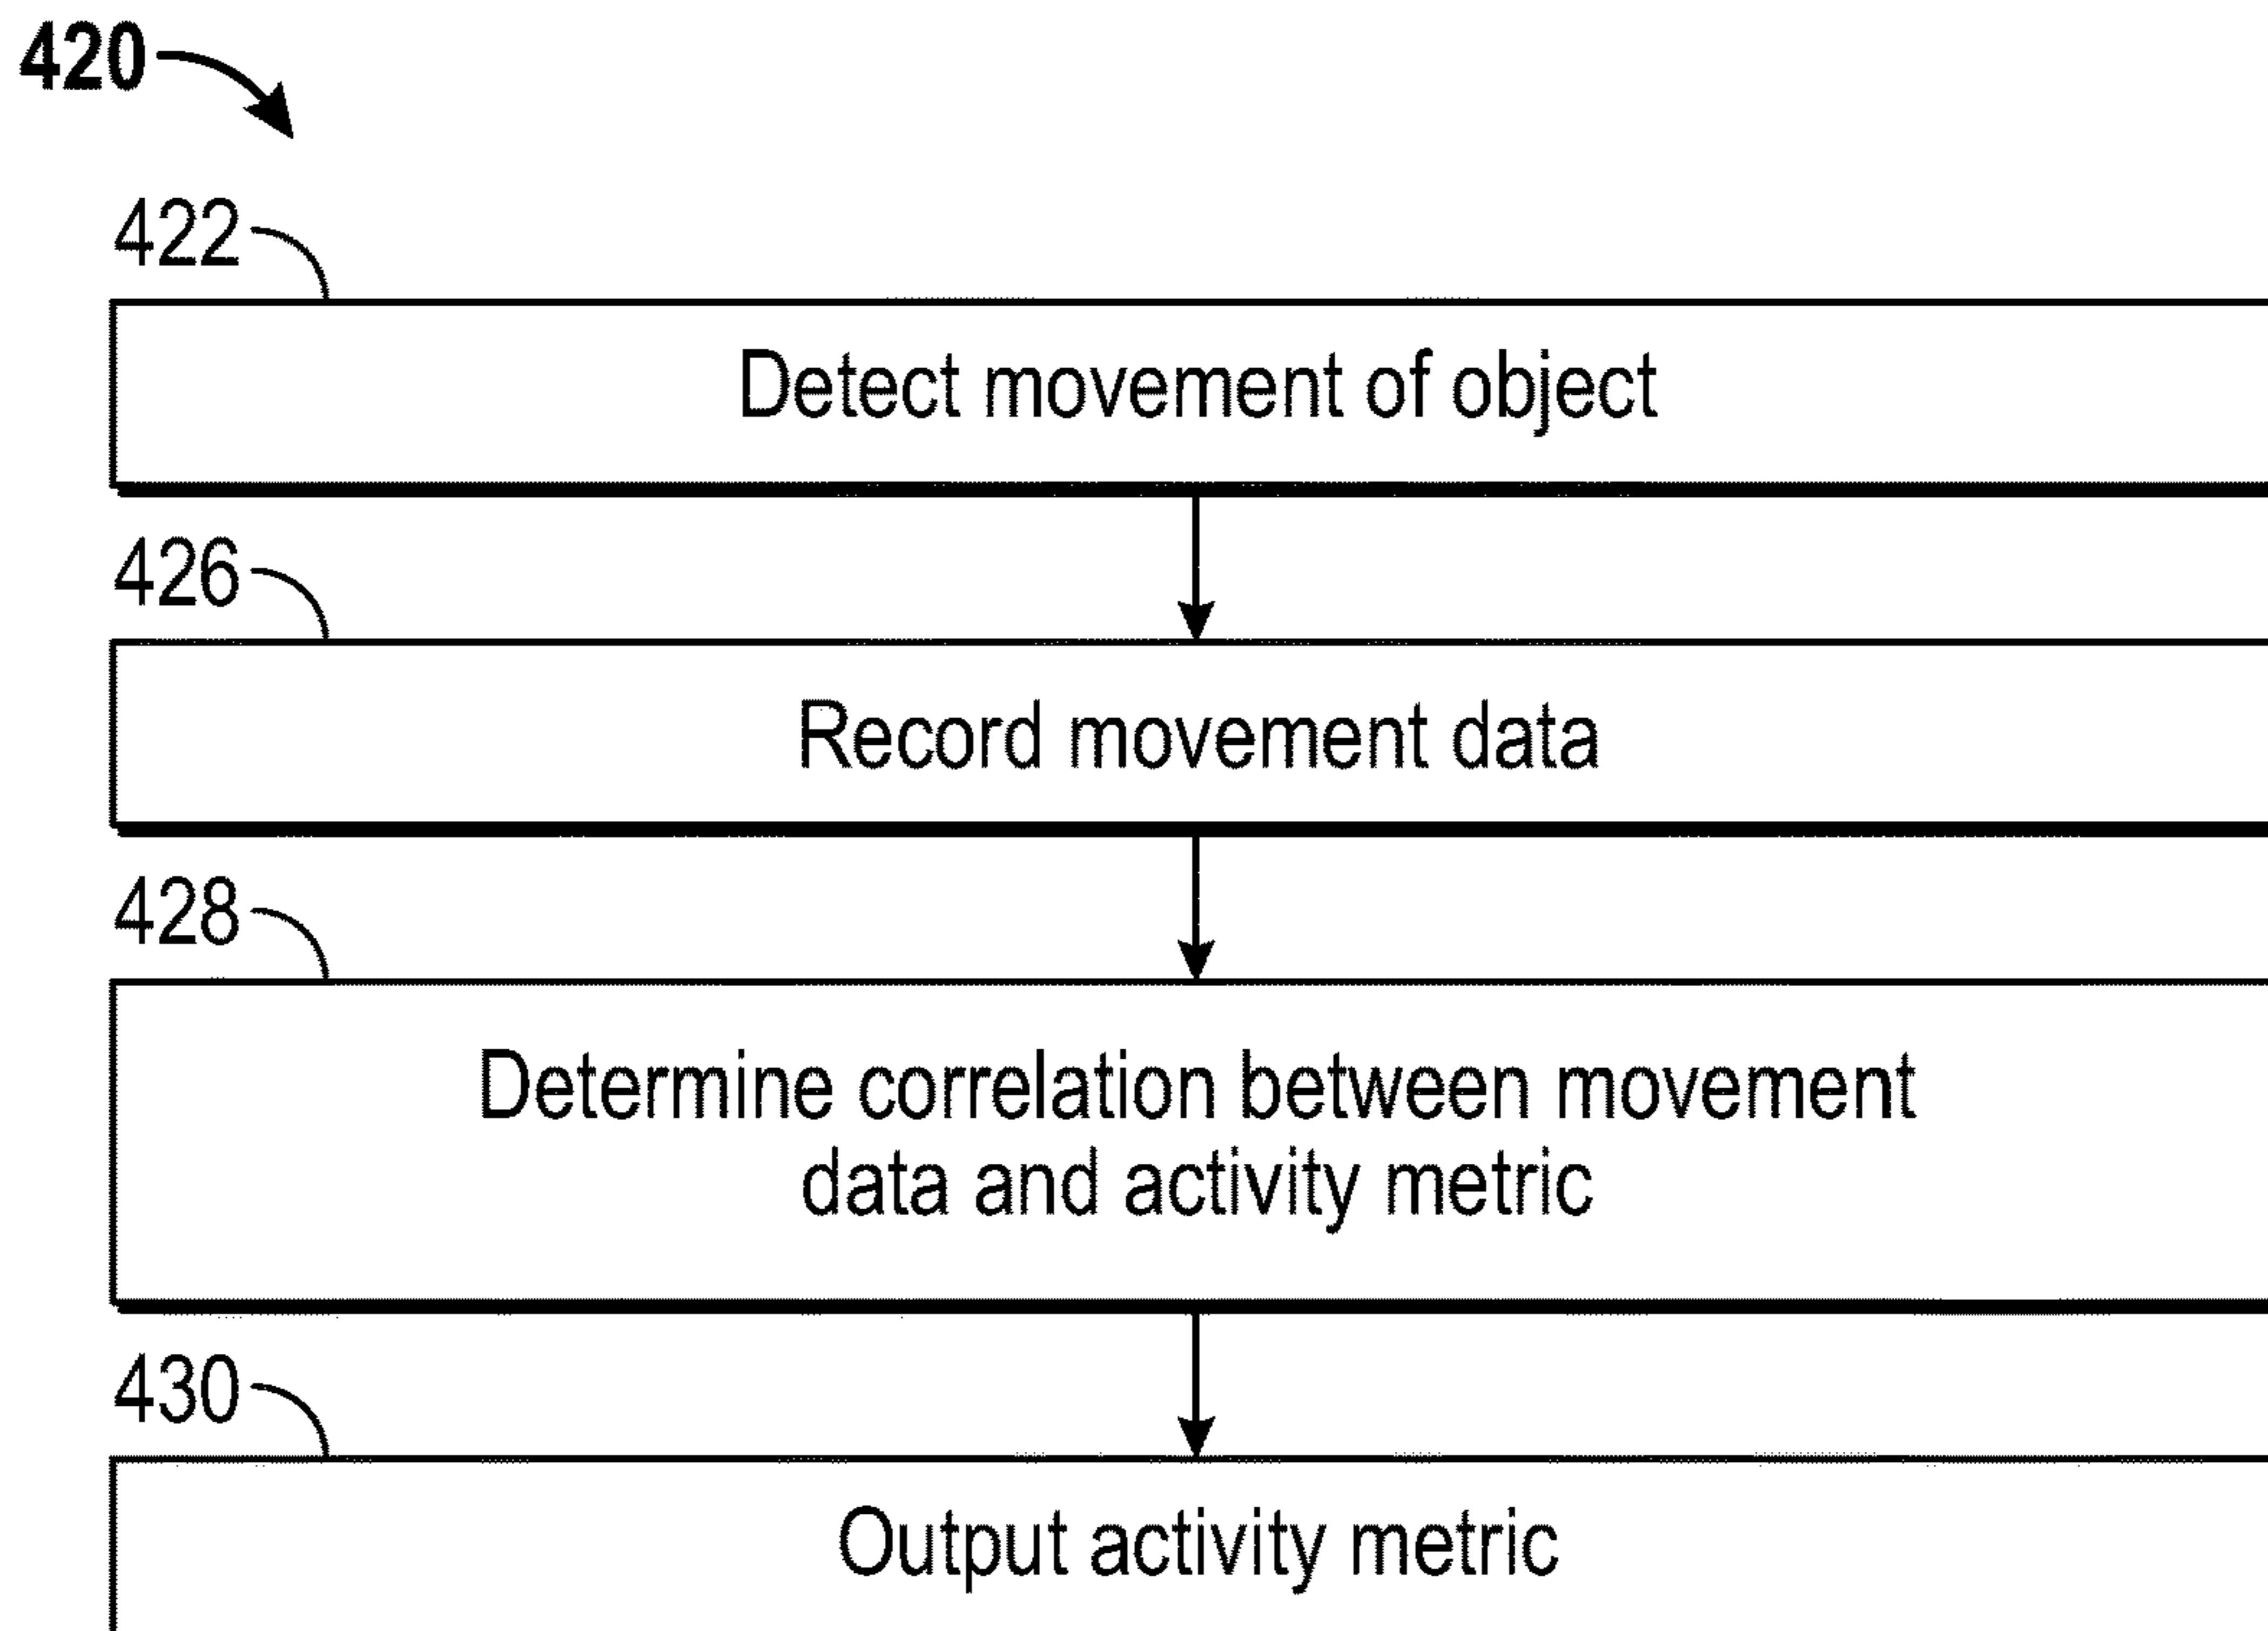 420
422
Detect movement of object
426
Record movement data
428
Determine correlation between movement
data and activity metric
430
Output activity metric